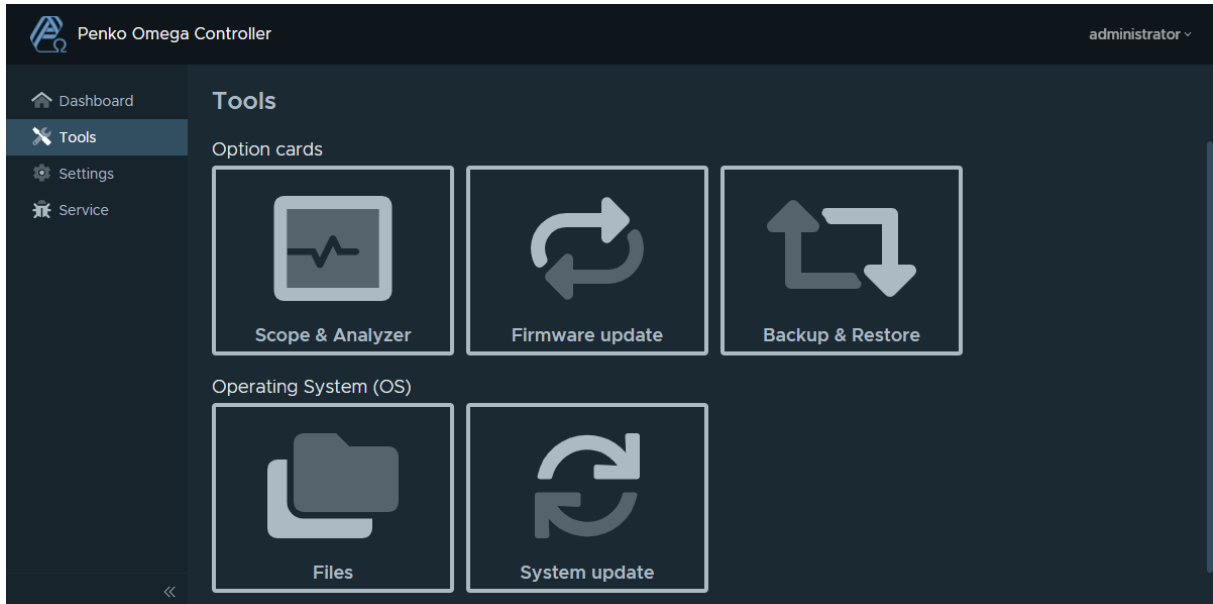 Penko Omega Controller
administrator
Dashboard
Tools
Settings
Service
Tools
Option cards
Scope & Analyzer
Firmware update
Backup & Restore
Operating System (OS)
Files
System update